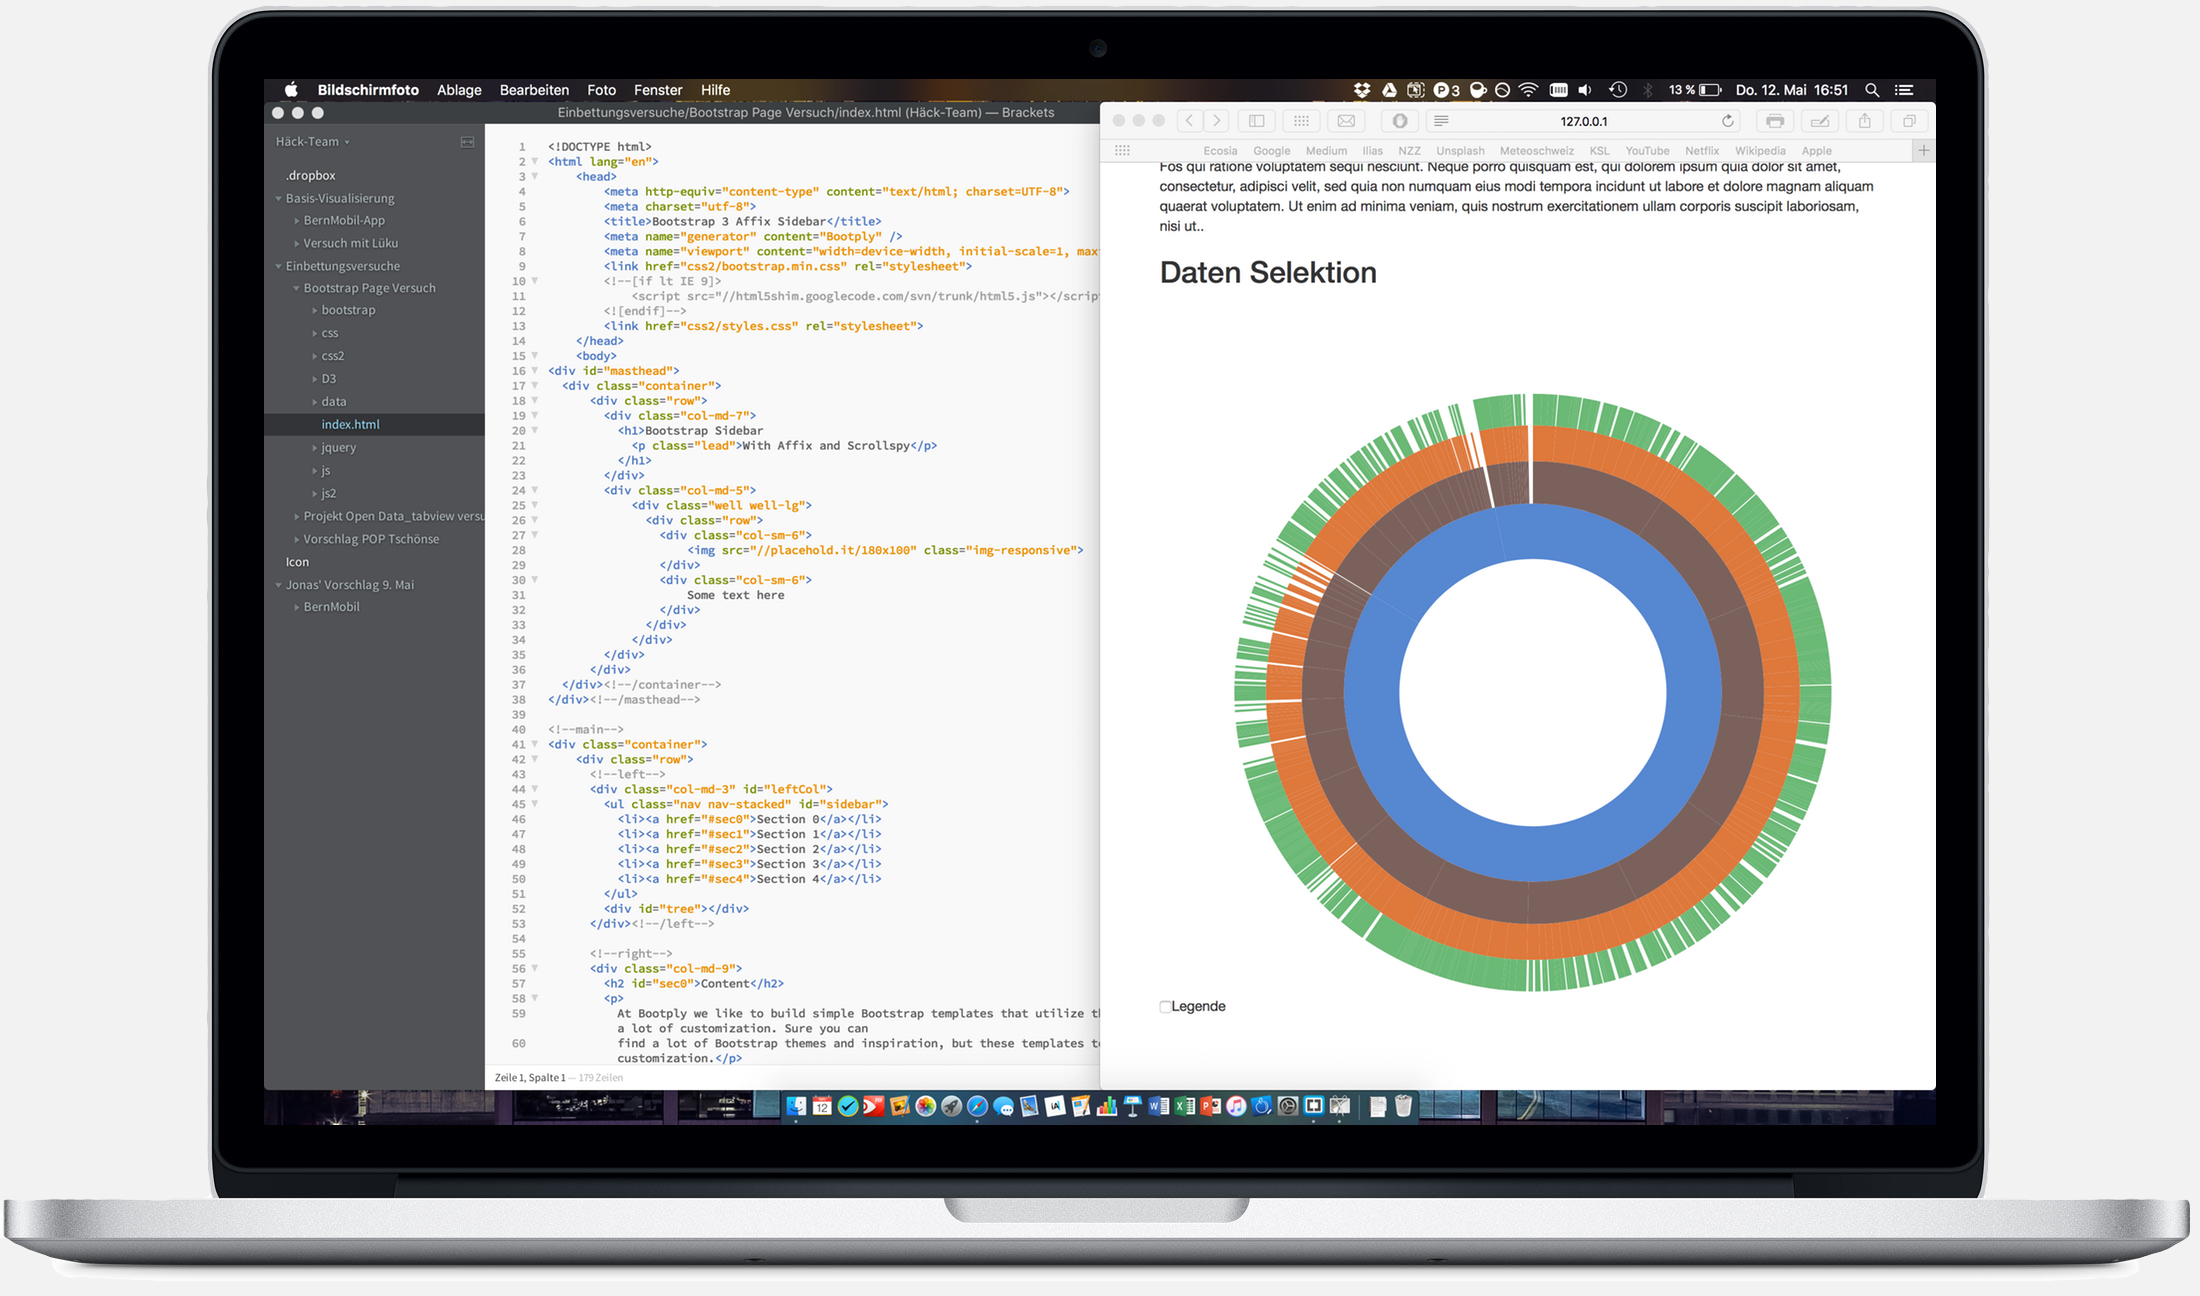 Bildschirmfoto Ablage Bearbeiten Foto Fenster Hilfe 3 13 % Do. 12. Mai 16:51
Einbettungsversuche/Bootstrap Page Versuch/index.html (Häck-Team) — Brackets
Häck-Team
.dropbox
Basis-Visualisierung
BernMobil-App
Versuch mit Lüku
Einbettungsversuche
Bootstrap Page Versuch
bootstrap
css
css2
D3
data
index.html
jquery
js
js2
Projekt Open Data_tabview versu
Vorschlag POP Tschönse
Icon
Jonas' Vorschlag 9. Mai
BernMobil
1 <!DOCTYPE html>
2 <html lang="en">
3 <head>
4 <meta http-equiv="content-type" content="text/html; charset=UTF-8">
5 <meta charset="utf-8">
6 <title>Bootstrap 3 Affix Sidebar</title>
7 <meta name="generator" content="Bootply" />
8 <meta name="viewport" content="width=device-width, initial-scale=1, max
9 <link href="css2/bootstrap.min.css" rel="stylesheet">
10 <!--[if lt IE 9]>
11 <script src="//html5shim.googlecode.com/svn/trunk/html5.js"></scrip
12 <![endif]-->
13 <link href="css2/styles.css" rel="stylesheet">
14 </head>
15 <body>
16 <div id="masthead">
17 <div class="container">
18 <div class="row">
19 <div class="col-md-7">
20 <h1>Bootstrap Sidebar
21 <p class="lead">With Affix and Scrollspy</p>
22 </h1>
23 </div>
24 <div class="col-md-5">
25 <div class="well well-lg">
26 <div class="row">
27 <div class="col-sm-6">
28 <img src="//placehold.it/180x100" class="img-responsive">
29 </div>
30 <div class="col-sm-6">
31 Some text here
32 </div>
33 </div>
34 </div>
35 </div>
36 </div>
37 </div><!--/container-->
38 </div><!--/masthead-->
39
40 <!--main-->
41 <div class="container">
42 <div class="row">
43 <!--left-->
44 <div class="col-md-3" id="leftCol">
45 <ul class="nav nav-stacked" id="sidebar">
46 <li><a href="#sec0">Section 0</a></li>
47 <li><a href="#sec1">Section 1</a></li>
48 <li><a href="#sec2">Section 2</a></li>
49 <li><a href="#sec3">Section 3</a></li>
50 <li><a href="#sec4">Section 4</a></li>
51 </ul>
52 <div id="tree"></div>
53 </div><!--/left-->
54
55 <!--right-->
56 <div class="col-md-9">
57 <h2 id="sec0">Content</h2>
58 <p>
59 At Bootply we like to build simple Bootstrap templates that utilize t
a lot of customization. Sure you can
60 find a lot of Bootstrap themes and inspiration, but these templates t
customization.</p>
Zeile 1, Spalte 1 — 179 Zeilen
127.0.0.1
Ecosia Google Medium Ilias NZZ Unsplash Meteoschweiz KSL YouTube Netflix Wikipedia Apple
Eos qui ratione voluptatem sequi nesciunt. Neque porro quisquam est, qui dolorem ipsum quia dolor sit amet,
consectetur, adipisci velit, sed quia non numquam eius modi tempora incidunt ut labore et dolore magnam aliquam
quaerat voluptatem. Ut enim ad minima veniam, quis nostrum exercitationem ullam corporis suscipit laboriosam,
nisi ut..
Daten Selektion
Legende
12